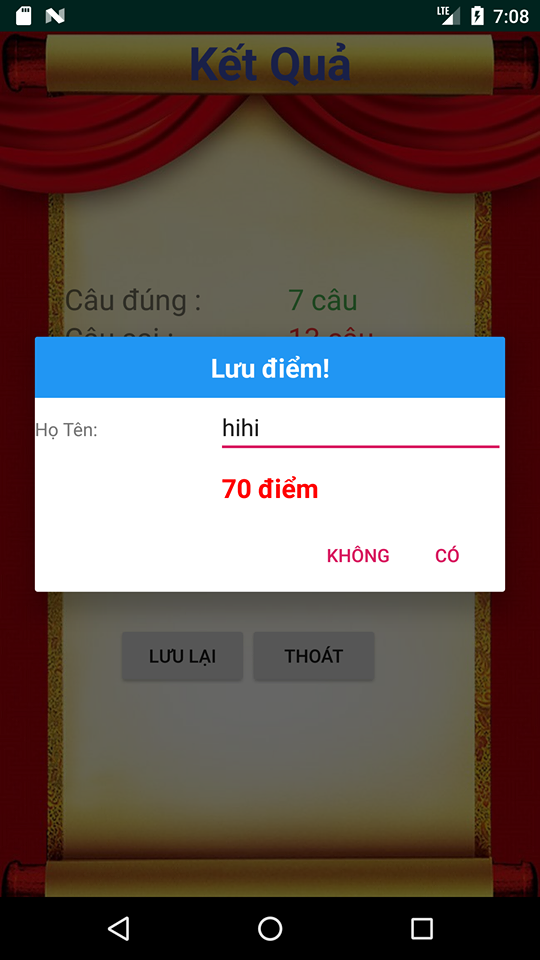 LTE 7:08
Kết Quả
Câu đúng : 7 câu
Lưu điểm!
Họ Tên: hihi
70 điểm
KHÔNG CÓ
LƯU LẠI THOÁT